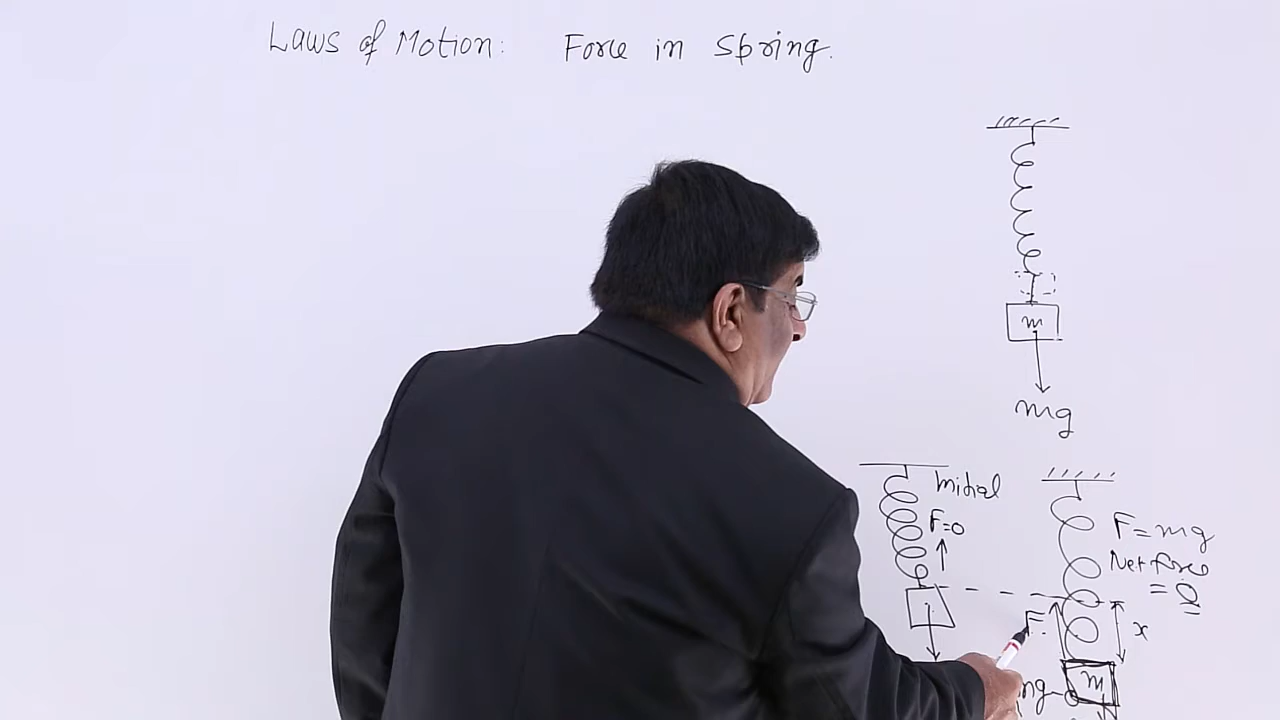 Laws of Motion: Force in Spring.
m
mg
Initial
F=0
F = mg
Net force
= 0
F
x
m
mg